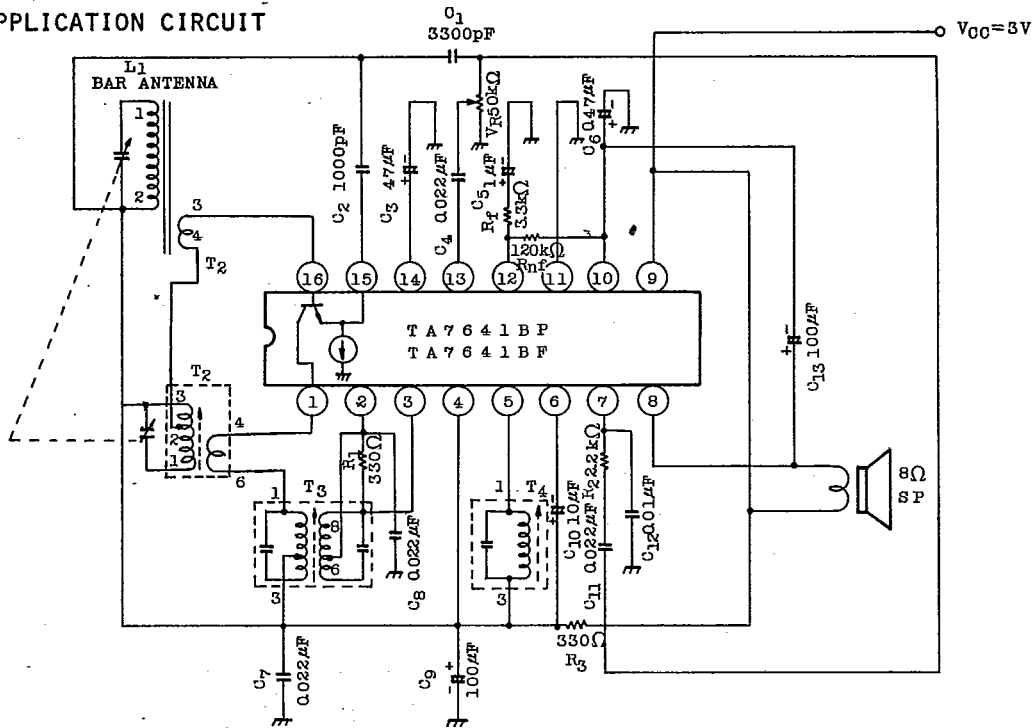 PPLICATION CIRCUIT
C1
3300pF
VCC=3V
L1
BAR ANTENNA
1
2
3
4
T2
C2 1000pF
C3 47μF
+ -
C4 0.022μF
VR50kΩ
C5 1μF
+ -
Rf 3.3kΩ
120kΩ
Rnf
C6 0.47μF
+ -
C13 100μF
+ -
16 15 14 13 12 11 10 9
TA7641BP
TA7641BF
1 2 3 4 5 6 7 8
T2
3
2
1
4
6
R1 330Ω
T3
1
8
6
3
C8 0.022μF
T4
1
3
C10 10μF
+ -
R2 2.2kΩ
C11 0.022μF
C12 0.01μF
8Ω
SP
330Ω
R3
C7 0.022μF
C9 100μF
+ -